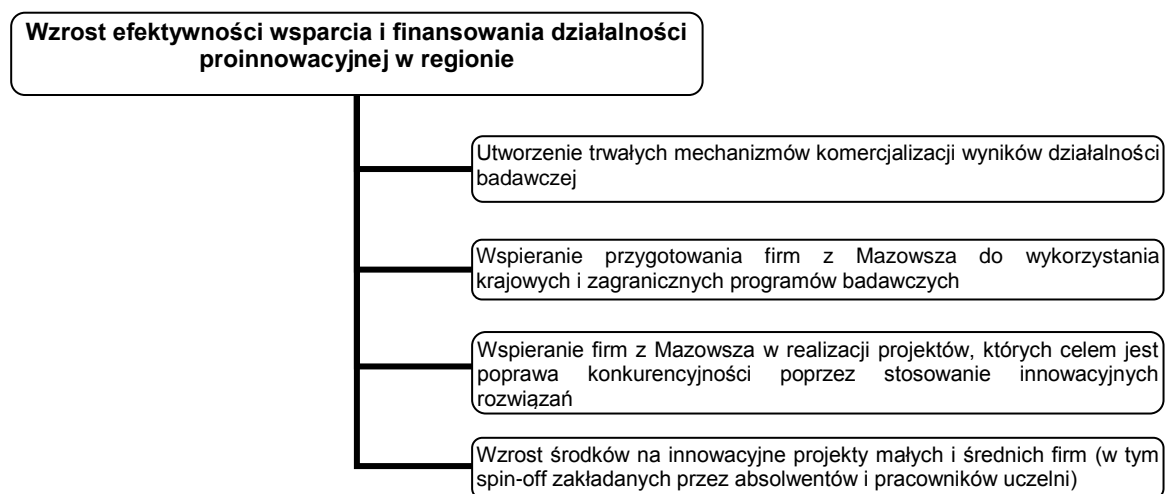 Wzrost efektywności wsparcia i finansowania działalności
proinnowacyjnej w regionie
Utworzenie trwałych mechanizmów komercjalizacji wyników działalności
badawczej
Wspieranie przygotowania firm z Mazowsza do wykorzystania
krajowych i zagranicznych programów badawczych
Wspieranie firm z Mazowsza w realizacji projektów, których celem jest
poprawa konkurencyjności poprzez stosowanie innowacyjnych
rozwiązań
Wzrost środków na innowacyjne projekty małych i średnich firm (w tym
spin-off zakładanych przez absolwentów i pracowników uczelni)